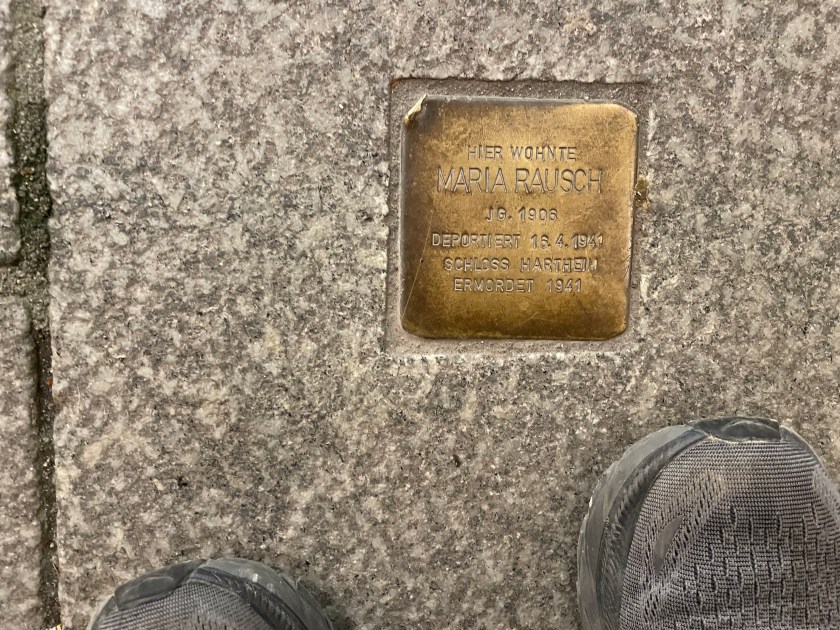 HIER WOHNTE
MARIA RAUSCH
JG. 1906
DEPORTIERT 16.4.1941
SCHLOSS HARTHEIM
ERMORDET 1941